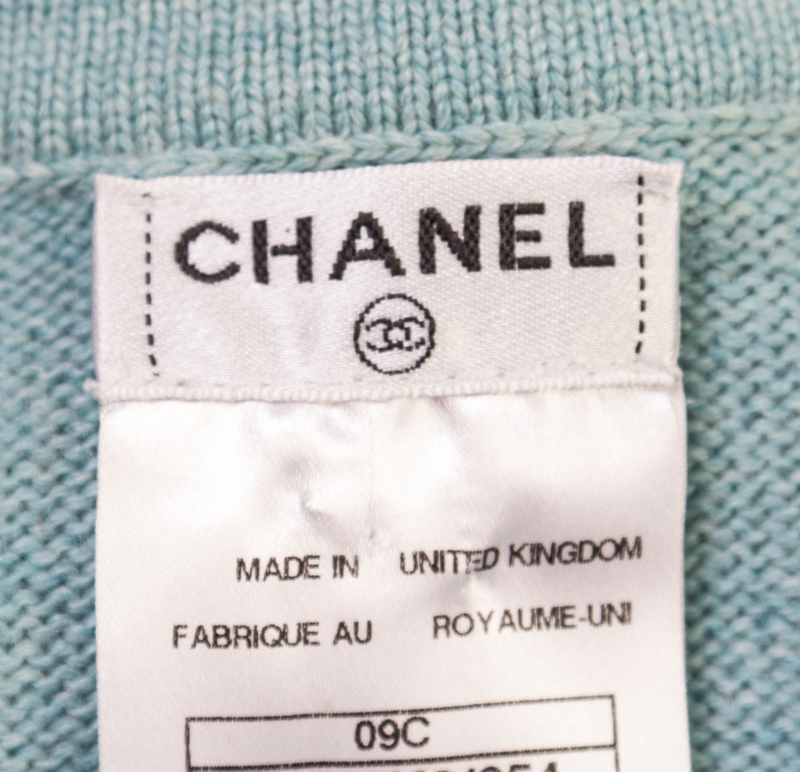 CHANEL
MADE IN UNITED KINGDOM
FABRIQUE AU ROYAUME-UNI
09C